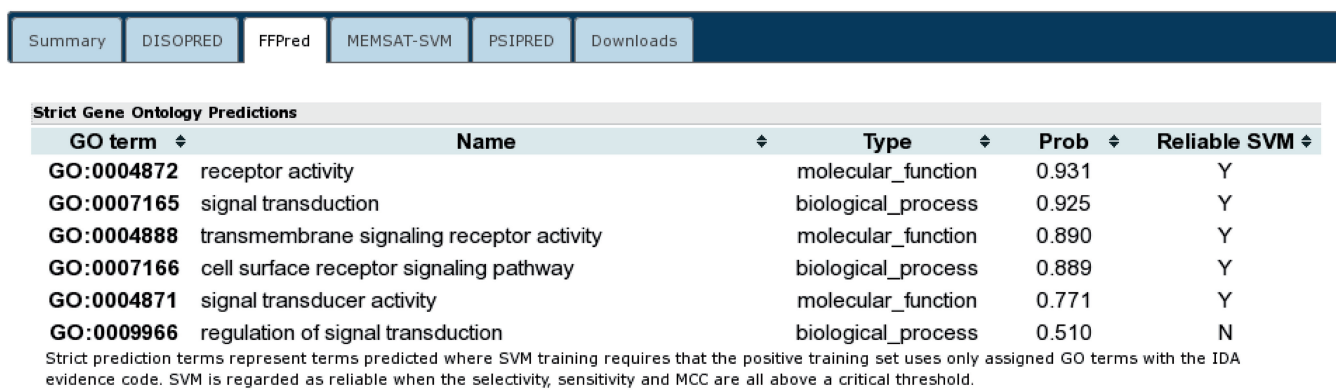 Summary DISOPRED FFPred MEMSAT-SVM PSIPRED Downloads
Strict Gene Ontology Predictions
GO term Name Type Prob Reliable SVM
GO:0004872 receptor activity molecular_function 0.931 Y
GO:0007165 signal transduction biological_process 0.925 Y
GO:0004888 transmembrane signaling receptor activity molecular_function 0.890 Y
GO:0007166 cell surface receptor signaling pathway biological_process 0.889 Y
GO:0004871 signal transducer activity molecular_function 0.771 Y
GO:0009966 regulation of signal transduction biological_process 0.510 N
Strict prediction terms represent terms predicted where SVM training requires that the positive training set uses only assigned GO terms with the IDA
evidence code. SVM is regarded as reliable when the selectivity, sensitivity and MCC are all above a critical threshold.